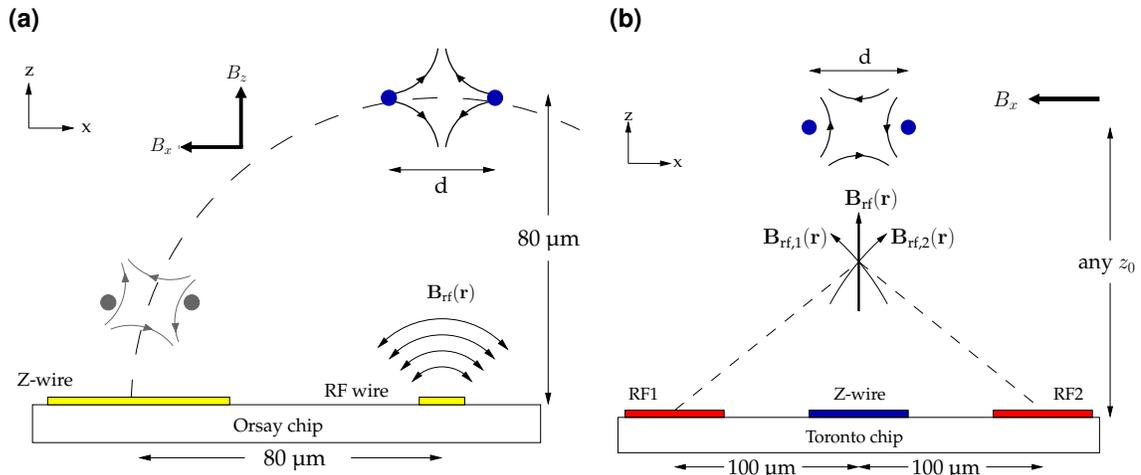 (a)
z
x
B_z
B_x
d
80 µm
B_rf(r)
Z-wire
RF wire
Orsay chip
80 µm
(b)
d
B_x
z
x
B_rf(r)
B_rf,1(r)
B_rf,2(r)
any z_0
RF1
Z-wire
RF2
Toronto chip
100 µm
100 µm